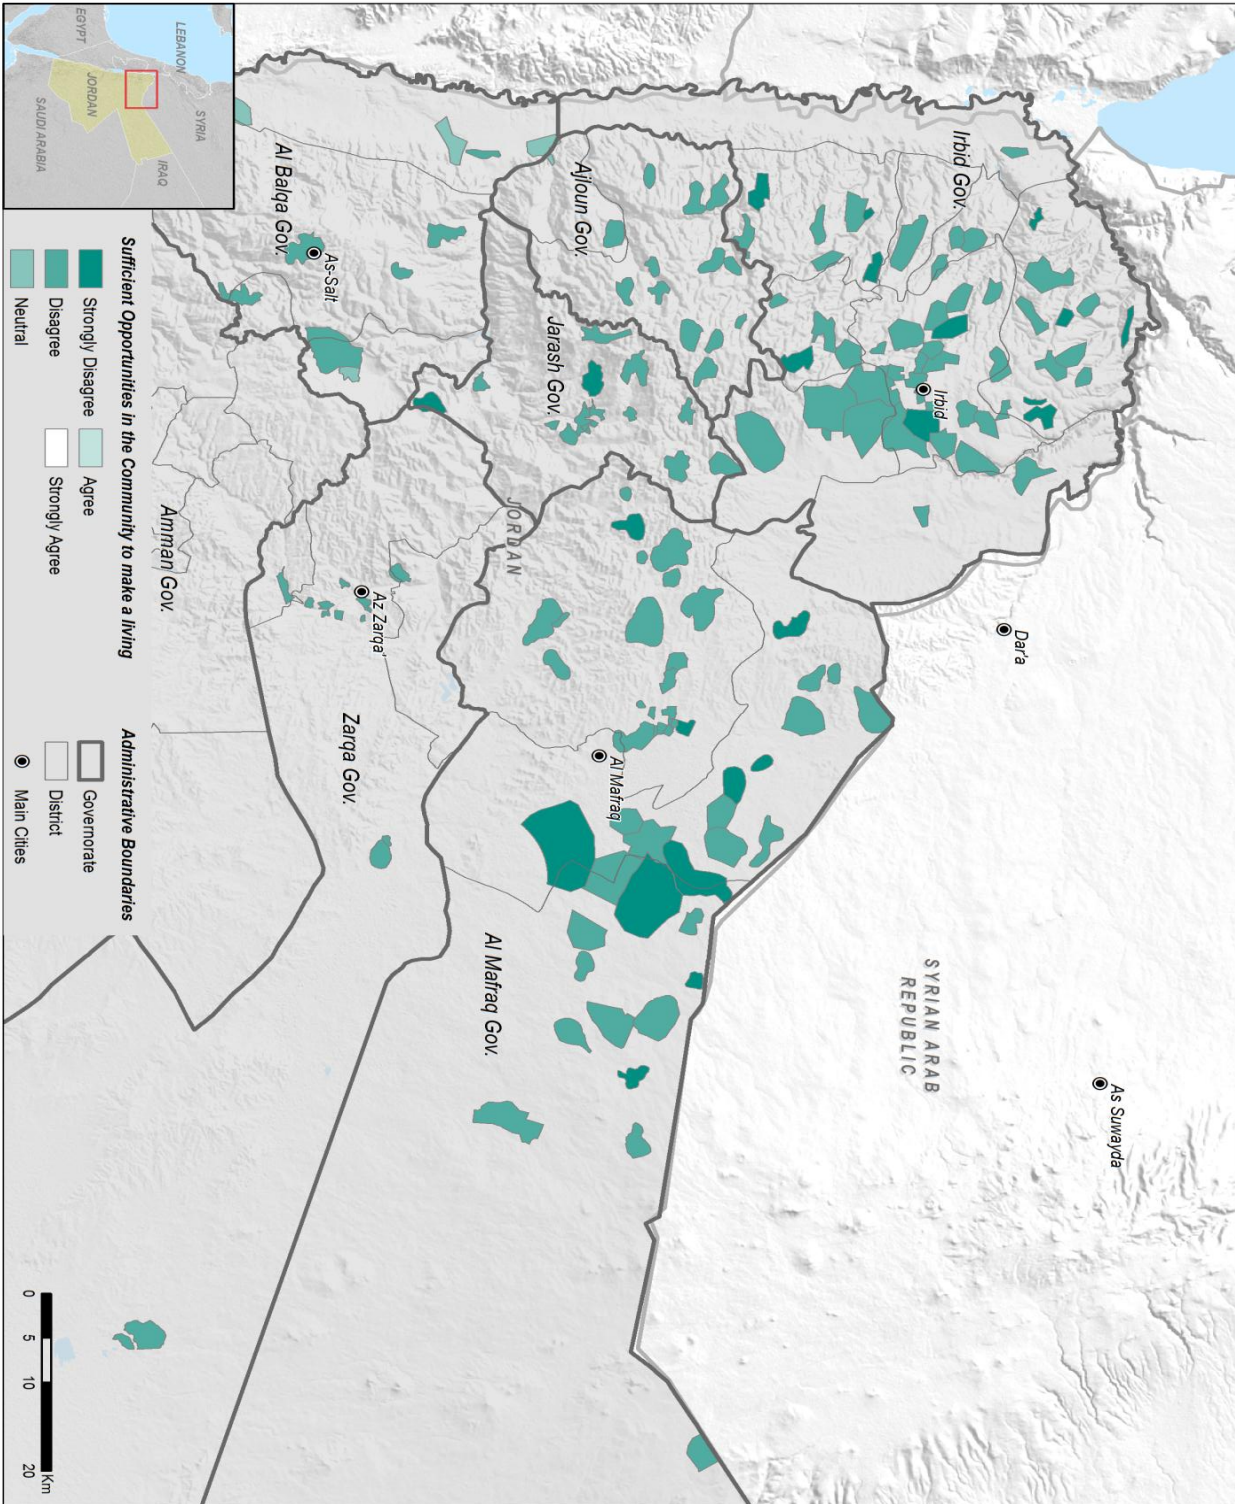 LEBANON
SYRIA
EGYPT
JORDAN
IRAQ
SAUDI ARABIA
Irbid Gov.
Irbid
Dar'a
As Suwayda
SYRIAN ARAB
REPUBLIC
Ajloun Gov.
Jarash Gov.
JORDAN
Al Mafraq
Al Mafraq Gov.
Al Balqa Gov.
As-Salt
Az Zarqa'
Zarqa Gov.
Amman Gov.
Sufficient Opportunities in the Community to make a living
Strongly Disagree
Disagree
Neutral
Agree
Strongly Agree
Administrative Boundaries
Governorate
District
Main Cities
0 5 10 20
Km